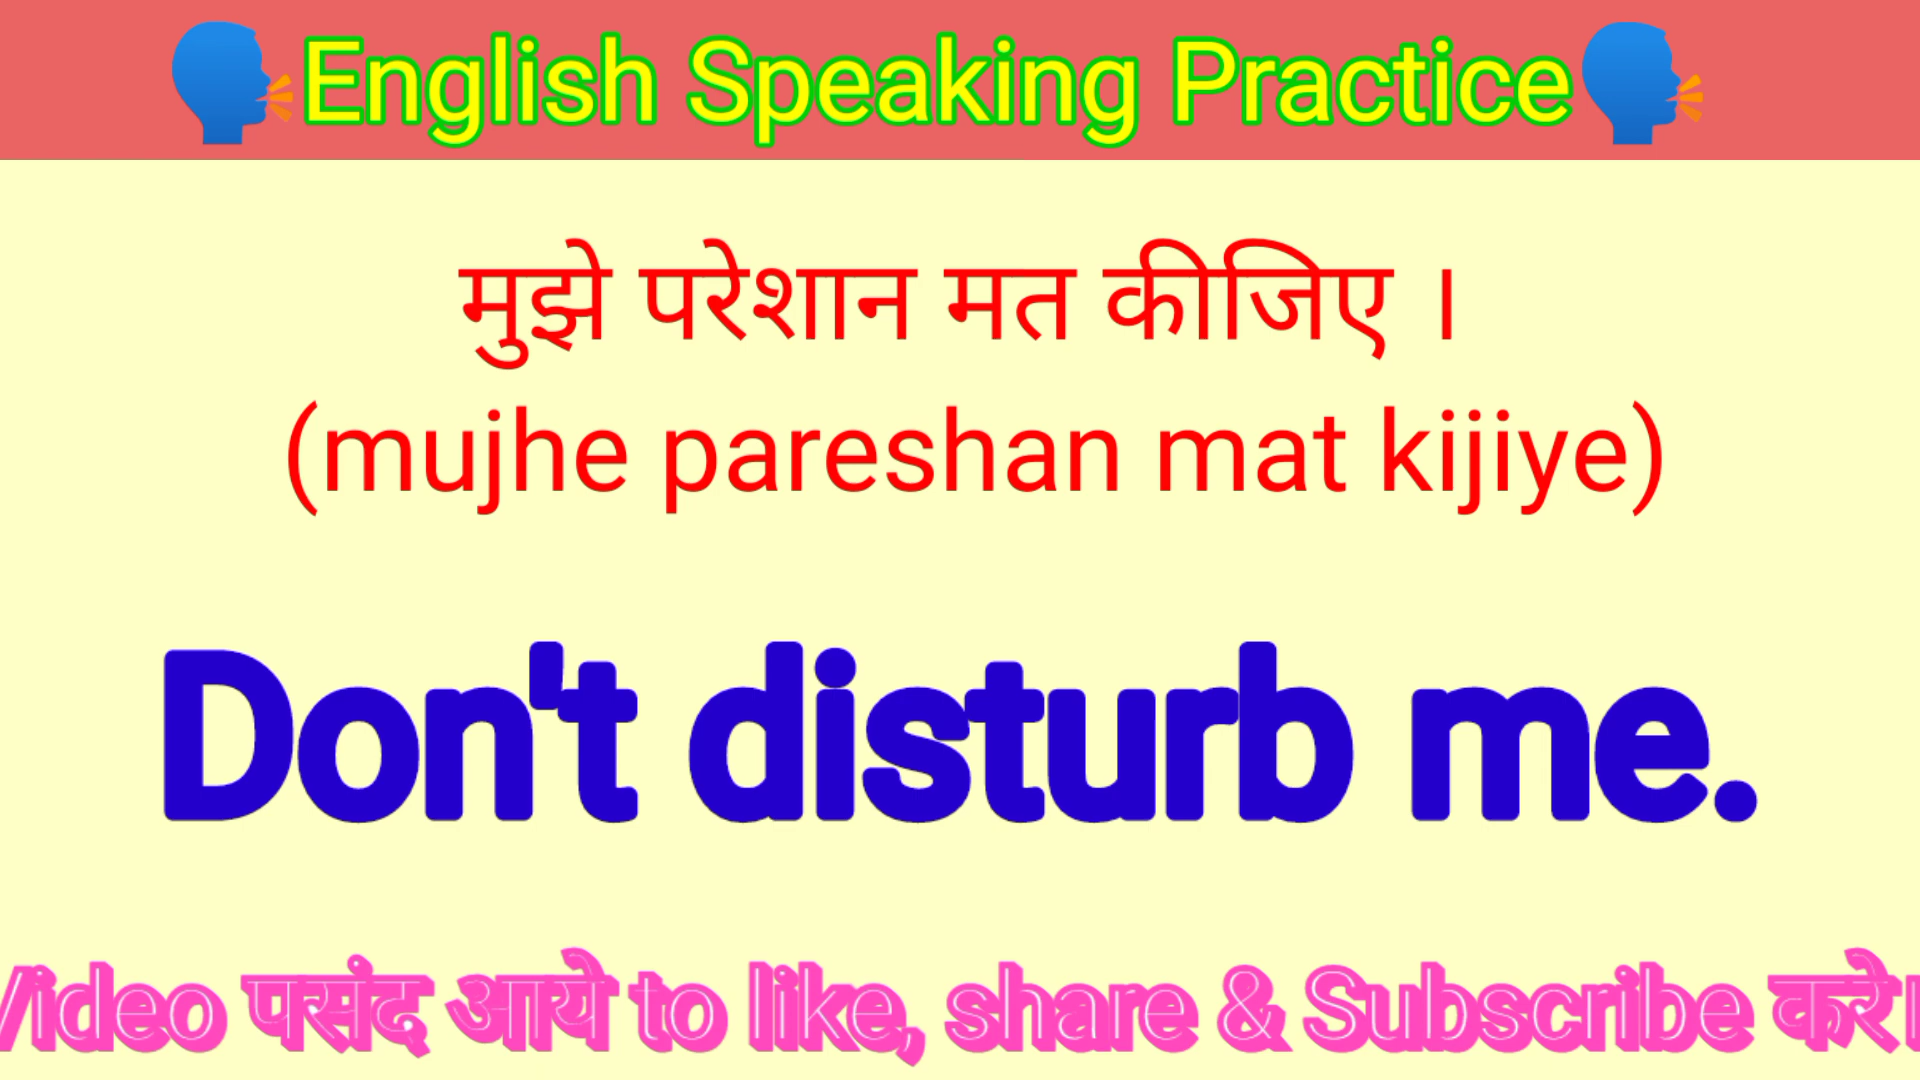 English Speaking Practice
मुझे परेशान मत कीजिए ।
(mujhe pareshan mat kijiye)
Don't disturb me.
Video पसंद आये to like, share & Subscribe करे।